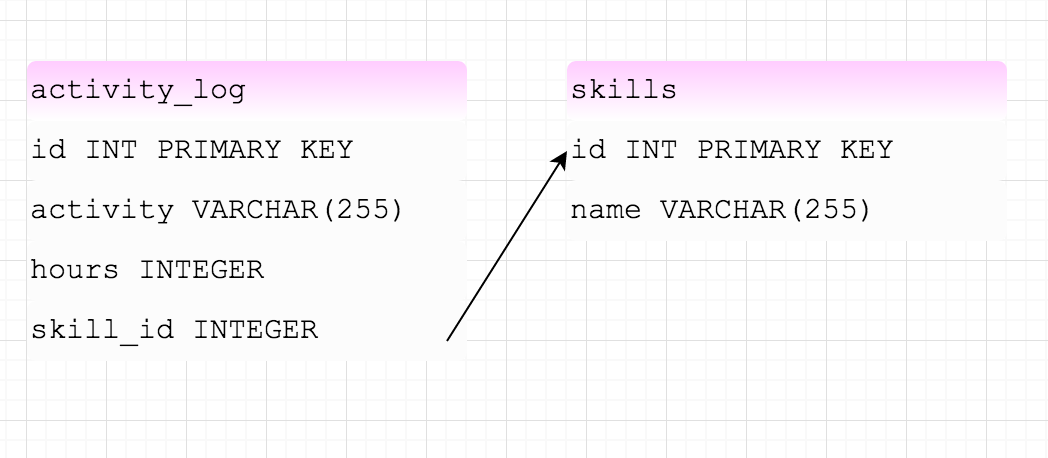 activity_log
id INT PRIMARY KEY
activity VARCHAR(255)
hours INTEGER
skill_id INTEGER
skills
id INT PRIMARY KEY
name VARCHAR(255)